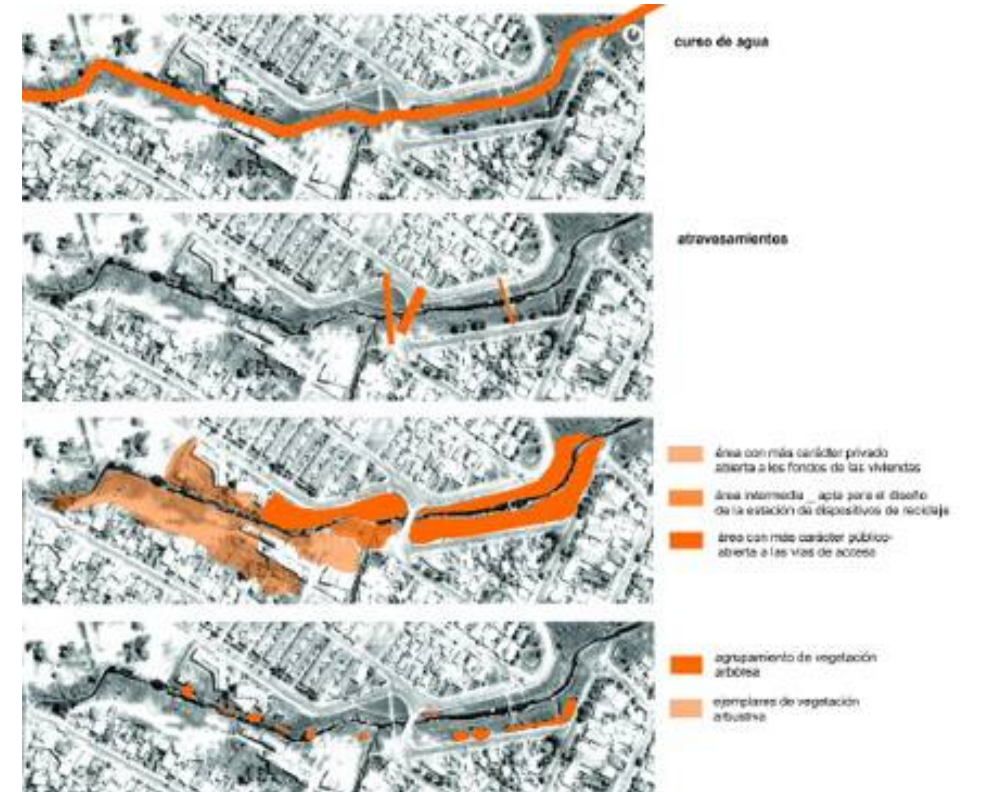 curso de agua
atravesamientos
área con más carácter privado
abierta a los fondos de las viviendas
área intermedia _ apta para el diseño
de la estación de dispositivos de reciclaje
área con más carácter público-
abierta a las vías de acceso
agrupamiento de vegetación
arbórea
ejemplares de vegetación
arbustiva